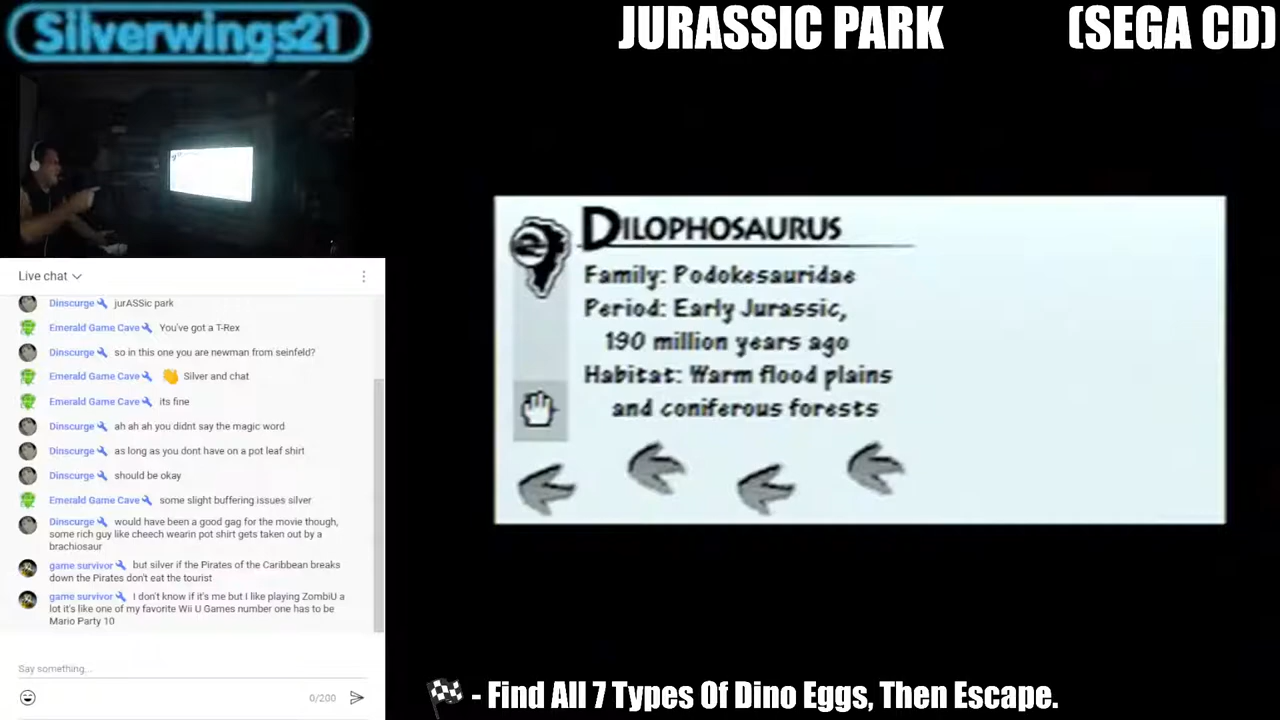 Silverwings21
JURASSIC PARK (SEGA CD)
Live chat
Dinscurge jurASSic park
Emerald Game Cave You've got a T-Rex
Dinscurge so in this one you are newman from seinfeld?
Emerald Game Cave 👋 Silver and chat
Emerald Game Cave its fine
Dinscurge ah ah ah you didnt say the magic word
Dinscurge as long as you dont have on a pot leaf shirt
Dinscurge should be okay
Emerald Game Cave some slight buffering issues silver
Dinscurge would have been a good gag for the movie though,
some rich guy like cheech wearin pot shirt gets taken out by a
brachiosaur
game survivor but silver if the Pirates of the Caribbean breaks
down the Pirates don't eat the tourist
game survivor I don't know if it's me but I like playing ZombiU a
lot it's like one of my favorite Wii U Games number one has to be
Mario Party 10
Say something...
0/200
DILOPHOSAURUS
Family: Podokesauridae
Period: Early Jurassic,
190 million years ago
Habitat: Warm flood plains
and coniferous forests
- Find All 7 Types Of Dino Eggs, Then Escape.